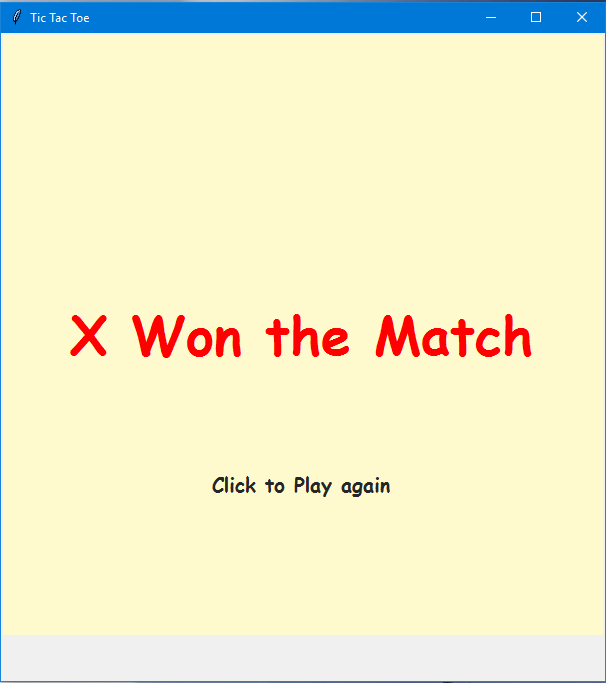 Tic Tac Toe
X Won the Match
Click to Play again